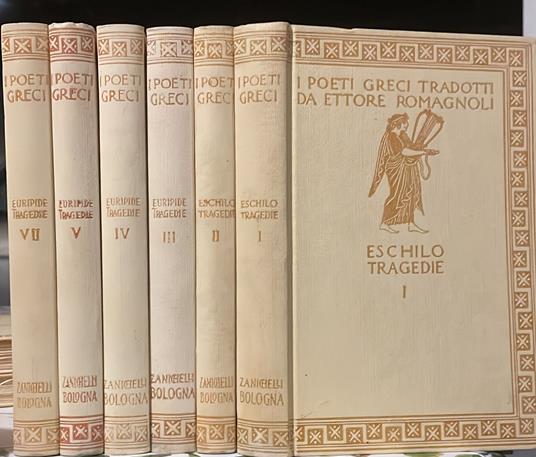 I POETI
GRECI
EURIPIDE
TRAGEDIE
VII
ZANICHELLI
BOLOGNA
I POETI
GRECI
EURIPIDE
TRAGEDIE
V
ZANICHELLI
BOLOGNA
I POETI
GRECI
EURIPIDE
TRAGEDIE
IV
ZANICHELLI
BOLOGNA
I POETI
GRECI
EURIPIDE
TRAGEDIE
III
ZANICHELLI
BOLOGNA
I POETI
GRECI
ESCHILO
TRAGEDIE
II
ZANICHELLI
BOLOGNA
I POETI
GRECI
ESCHILO
TRAGEDIE
I
ZANICHELLI
BOLOGNA
I POETI GRECI TRADOTTI
DA ETTORE ROMAGNOLI
ESCHILO
TRAGEDIE
I